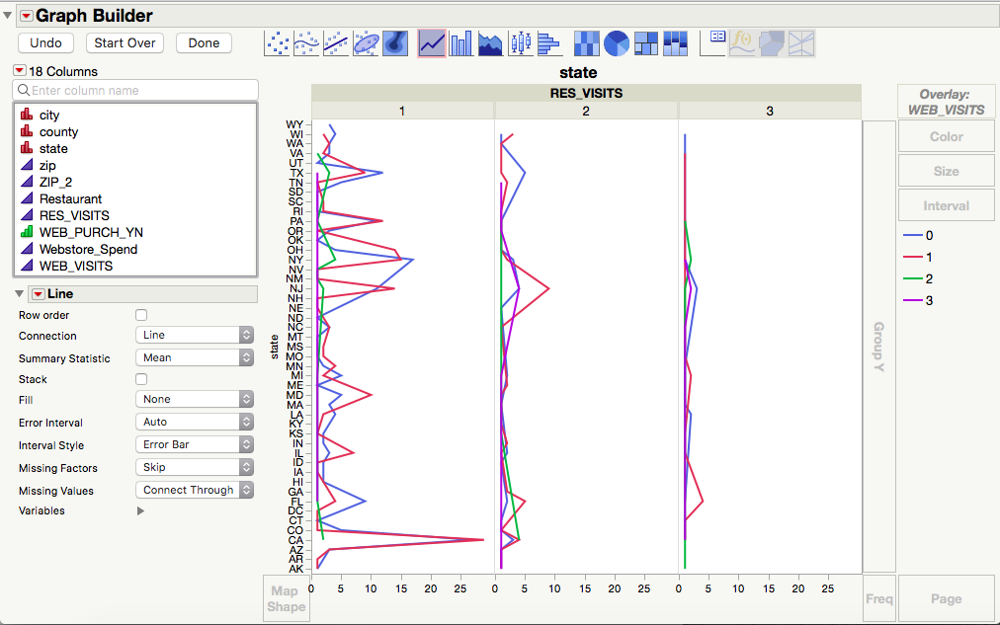 Graph Builder
Undo
Start Over
Done
18 Columns
Enter column name
city
county
state
zip
ZIP_2
Restaurant
RES_VISITS
WEB_PURCH_YN
Webstore_Spend
WEB_VISITS
Line
Row order
Connection Line
Summary Statistic Mean
Stack
Fill None
Error Interval Auto
Interval Style Error Bar
Missing Factors Skip
Missing Values Connect Through
Variables
state
RES_VISITS
1 2 3
state
WY
WI
WA
VA
UT
TX
TN
SD
SC
RI
PA
OR
OK
OH
NY
NV
NM
NJ
NH
NE
ND
NC
MT
MS
MO
MN
MI
ME
MD
MA
LA
KY
KS
IN
IL
ID
IA
HI
GA
FL
DC
CT
CO
CA
AZ
AR
AK
0 5 10 15 20 25 0 5 10 15 20 25 0 5 10 15 20 25
Map
Shape
Group Y
Freq
Page
Overlay:
WEB_VISITS
Color
Size
Interval
0
1
2
3